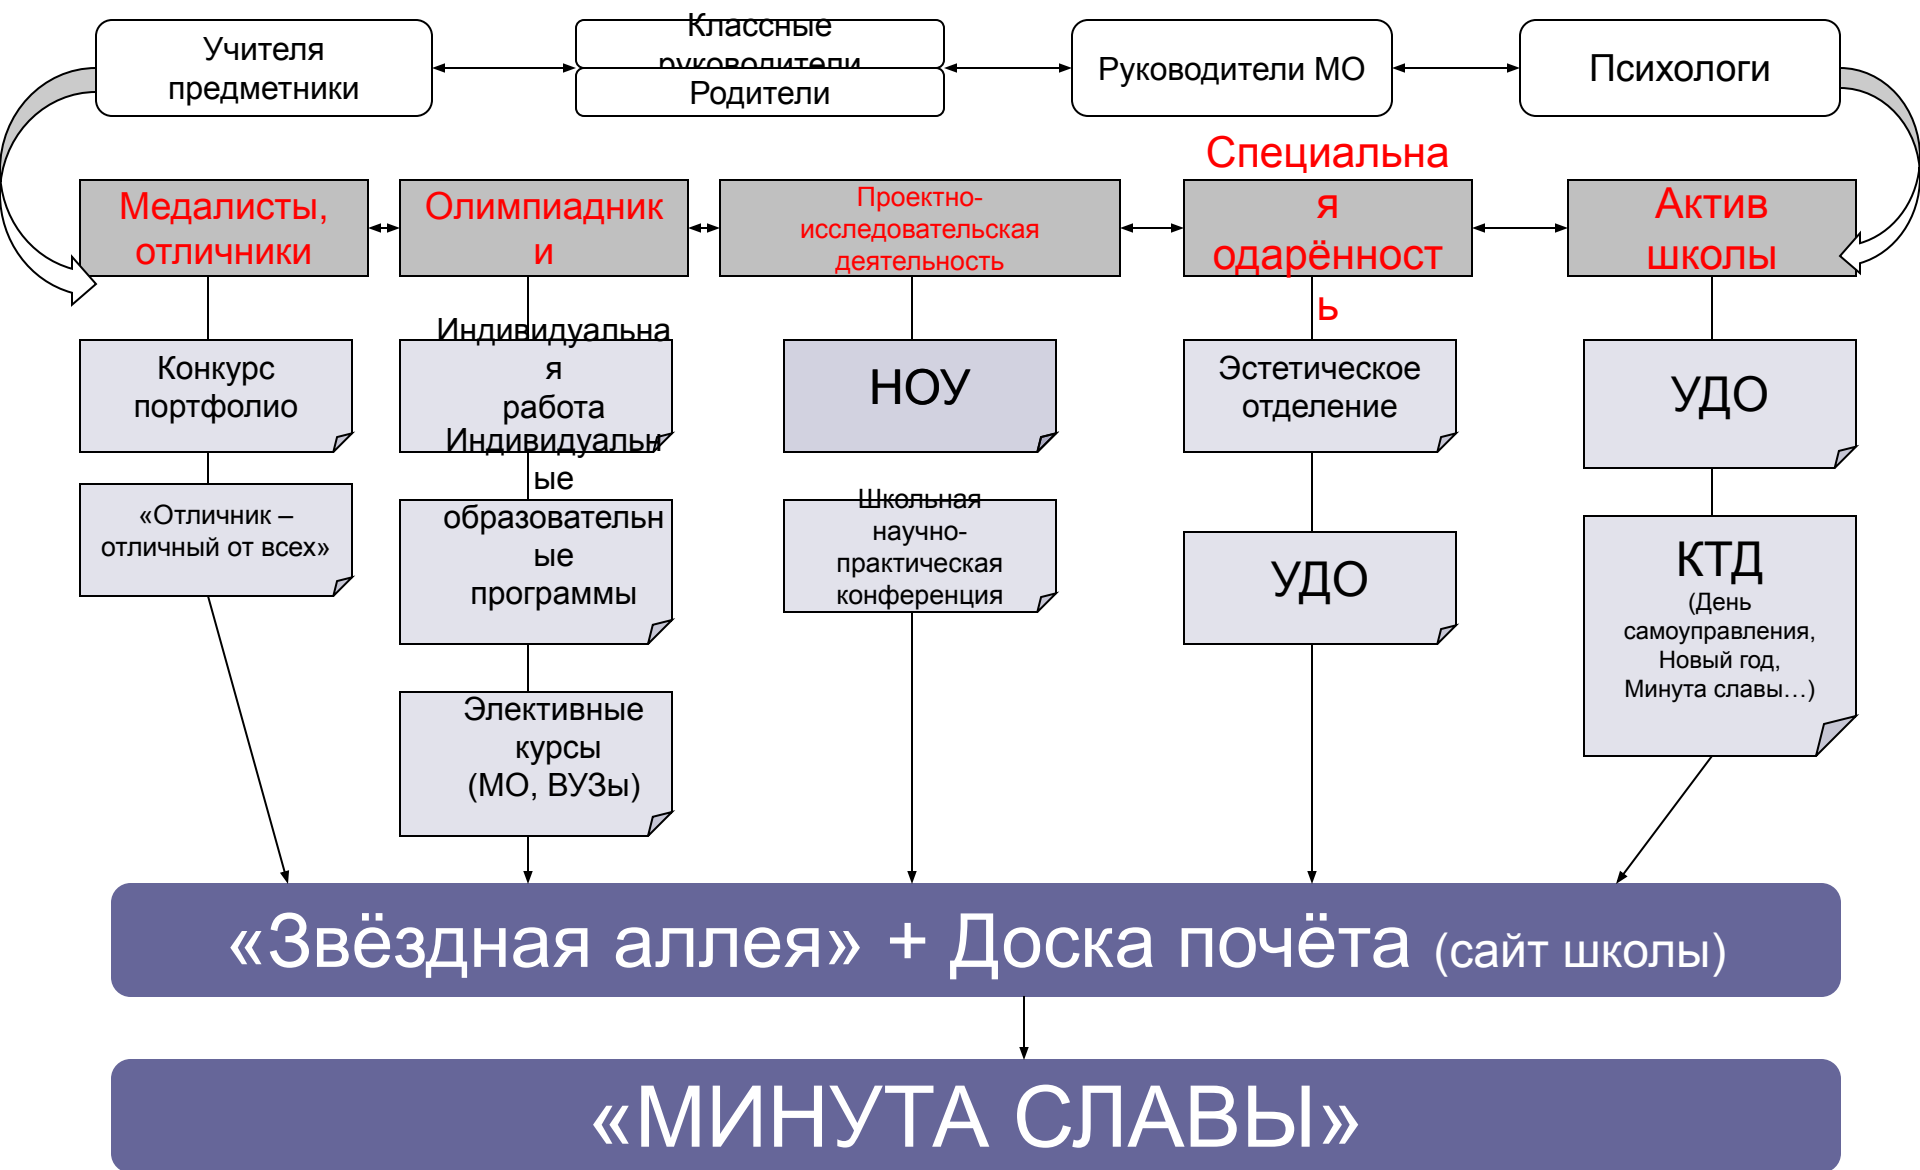 Учителя
предметники
Классные
руководители
Родители
Руководители МО
Психологи
Медалисты,
отличники
Олимпиадник
и
Проектно-
исследовательская
деятельность
Специальна
я
одарённост
ь
Актив
школы
Конкурс
портфолио
«Отличник –
отличный от всех»
Индивидуальна
я
работа
Индивидуальн
ые
образовательн
ые
программы
Элективные
курсы
(МО, ВУЗы)
НОУ
Школьная
научно-
практическая
конференция
Эстетическое
отделение
УДО
УДО
КТД
(День
самоуправления,
Новый год,
Минута славы…)
«Звёздная аллея» + Доска почёта (сайт школы)
«МИНУТА СЛАВЫ»